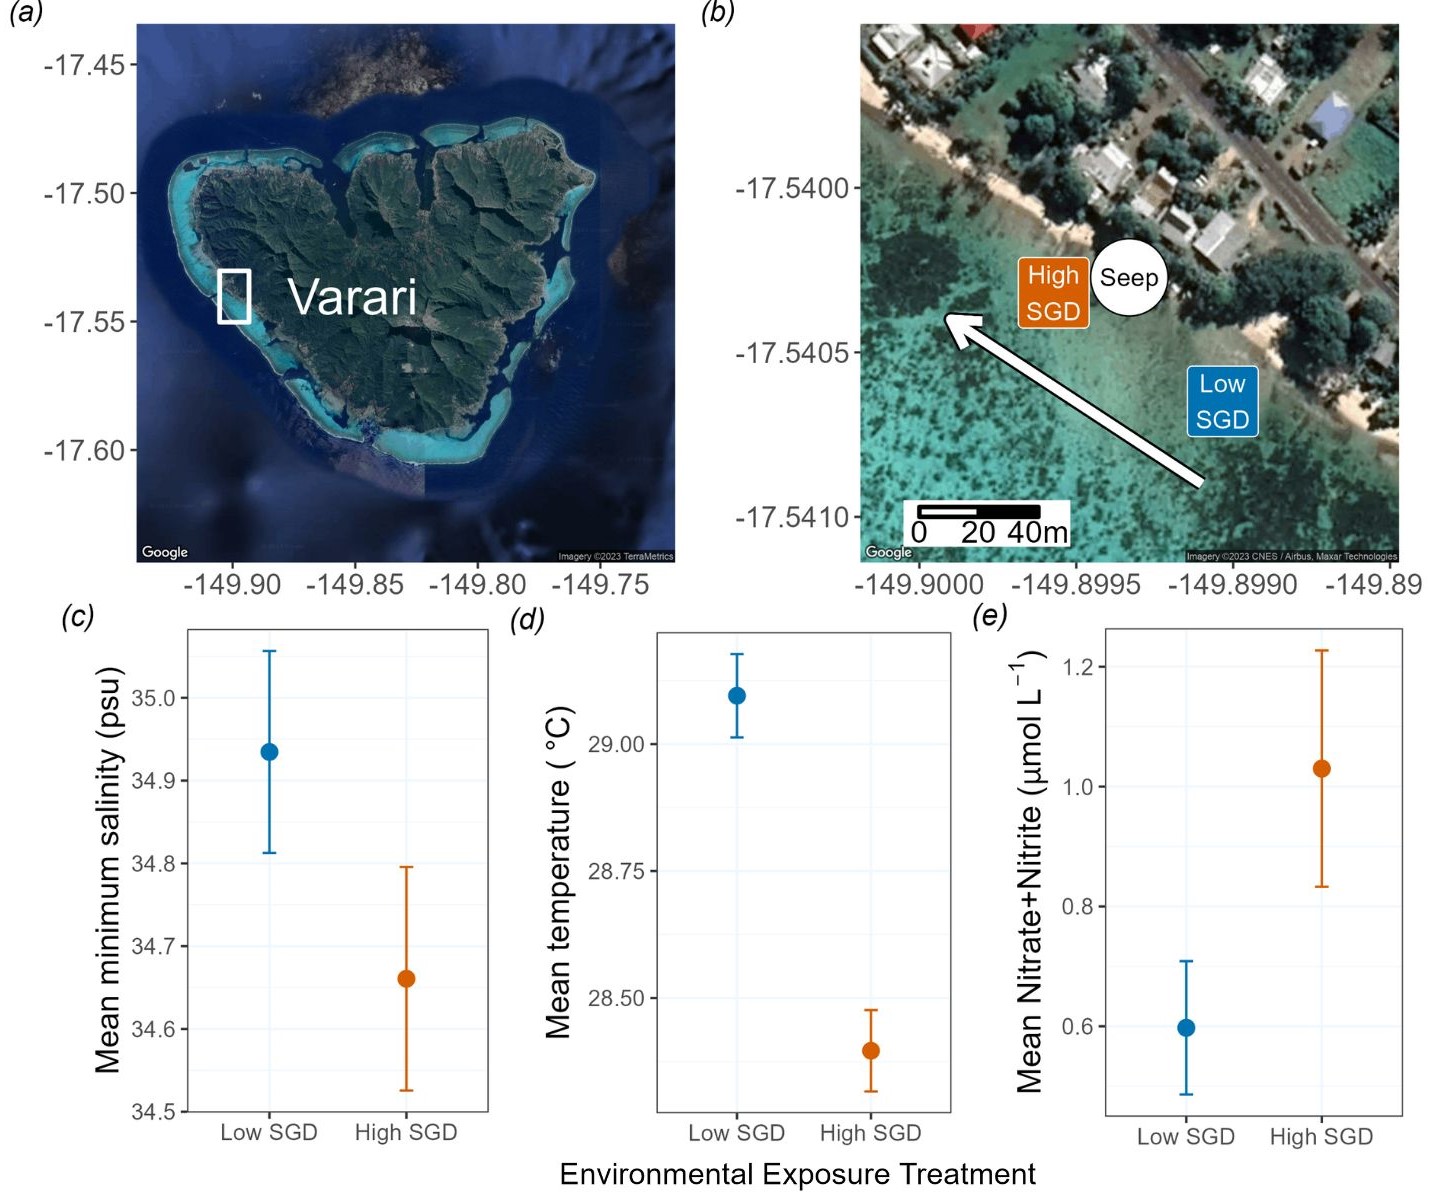 (a)
-17.45
-17.50
-17.55
-17.60
Varari
Google
Imagery ©2023 TerraMetrics
-149.90
-149.85
-149.80
-149.75
(b)
-17.5400
-17.5405
-17.5410
High
SGD
Seep
Low
SGD
0 20 40m
Google
Imagery ©2023 CNES / Airbus, Maxar Technologies
-149.9000
-149.8995
-149.8990
-149.89
(c)
Mean minimum salinity (psu)
35.0
34.9
34.8
34.7
34.6
34.5
Low SGD
High SGD
(d)
Mean temperature ( °C)
29.00
28.75
28.50
Low SGD
High SGD
(e)
Mean Nitrate+Nitrite (µmol L⁻¹)
1.2
1.0
0.8
0.6
Low SGD
High SGD
Environmental Exposure Treatment